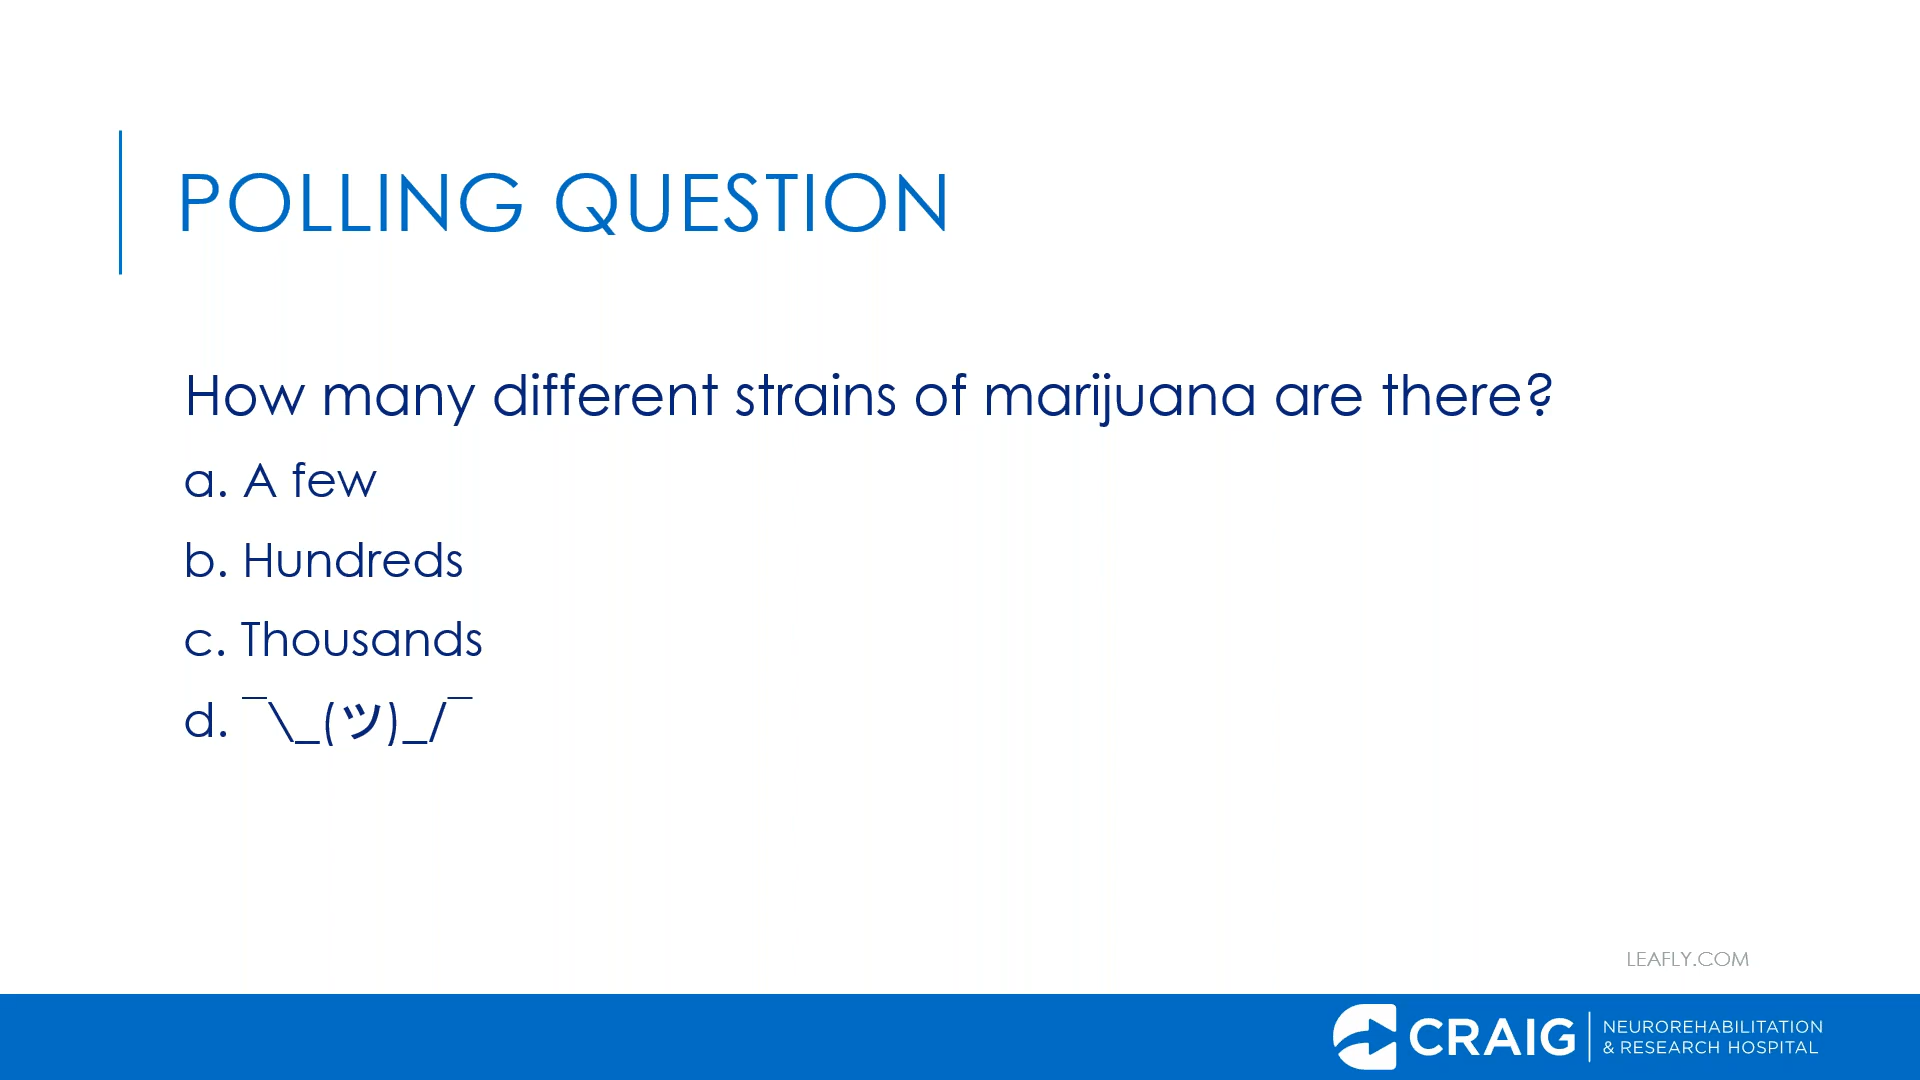 POLLING QUESTION
How many different strains of marijuana are there?
a. A few
b. Hundreds
c. Thousands
d. ¯\_(ツ)_/¯
LEAFLY.COM
CRAIG
NEUROREHABILITATION
& RESEARCH HOSPITAL